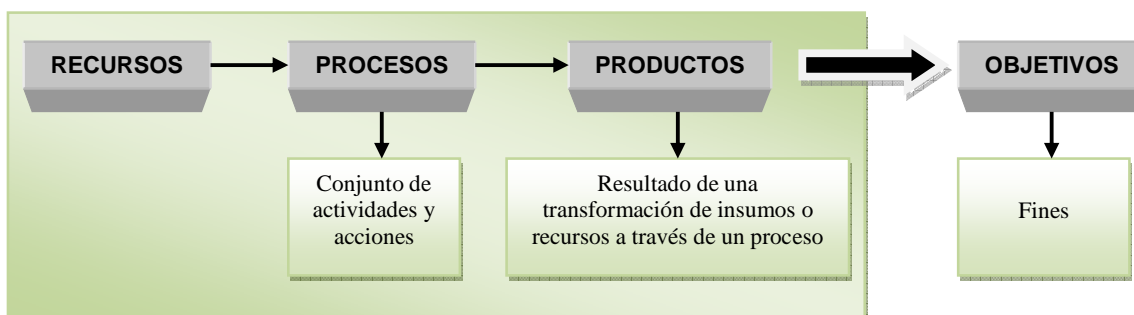 RECURSOS
PROCESOS
PRODUCTOS
OBJETIVOS
Conjunto de
actividades y
acciones
Resultado de una
transformación de insumos o
recursos a través de un proceso
Fines